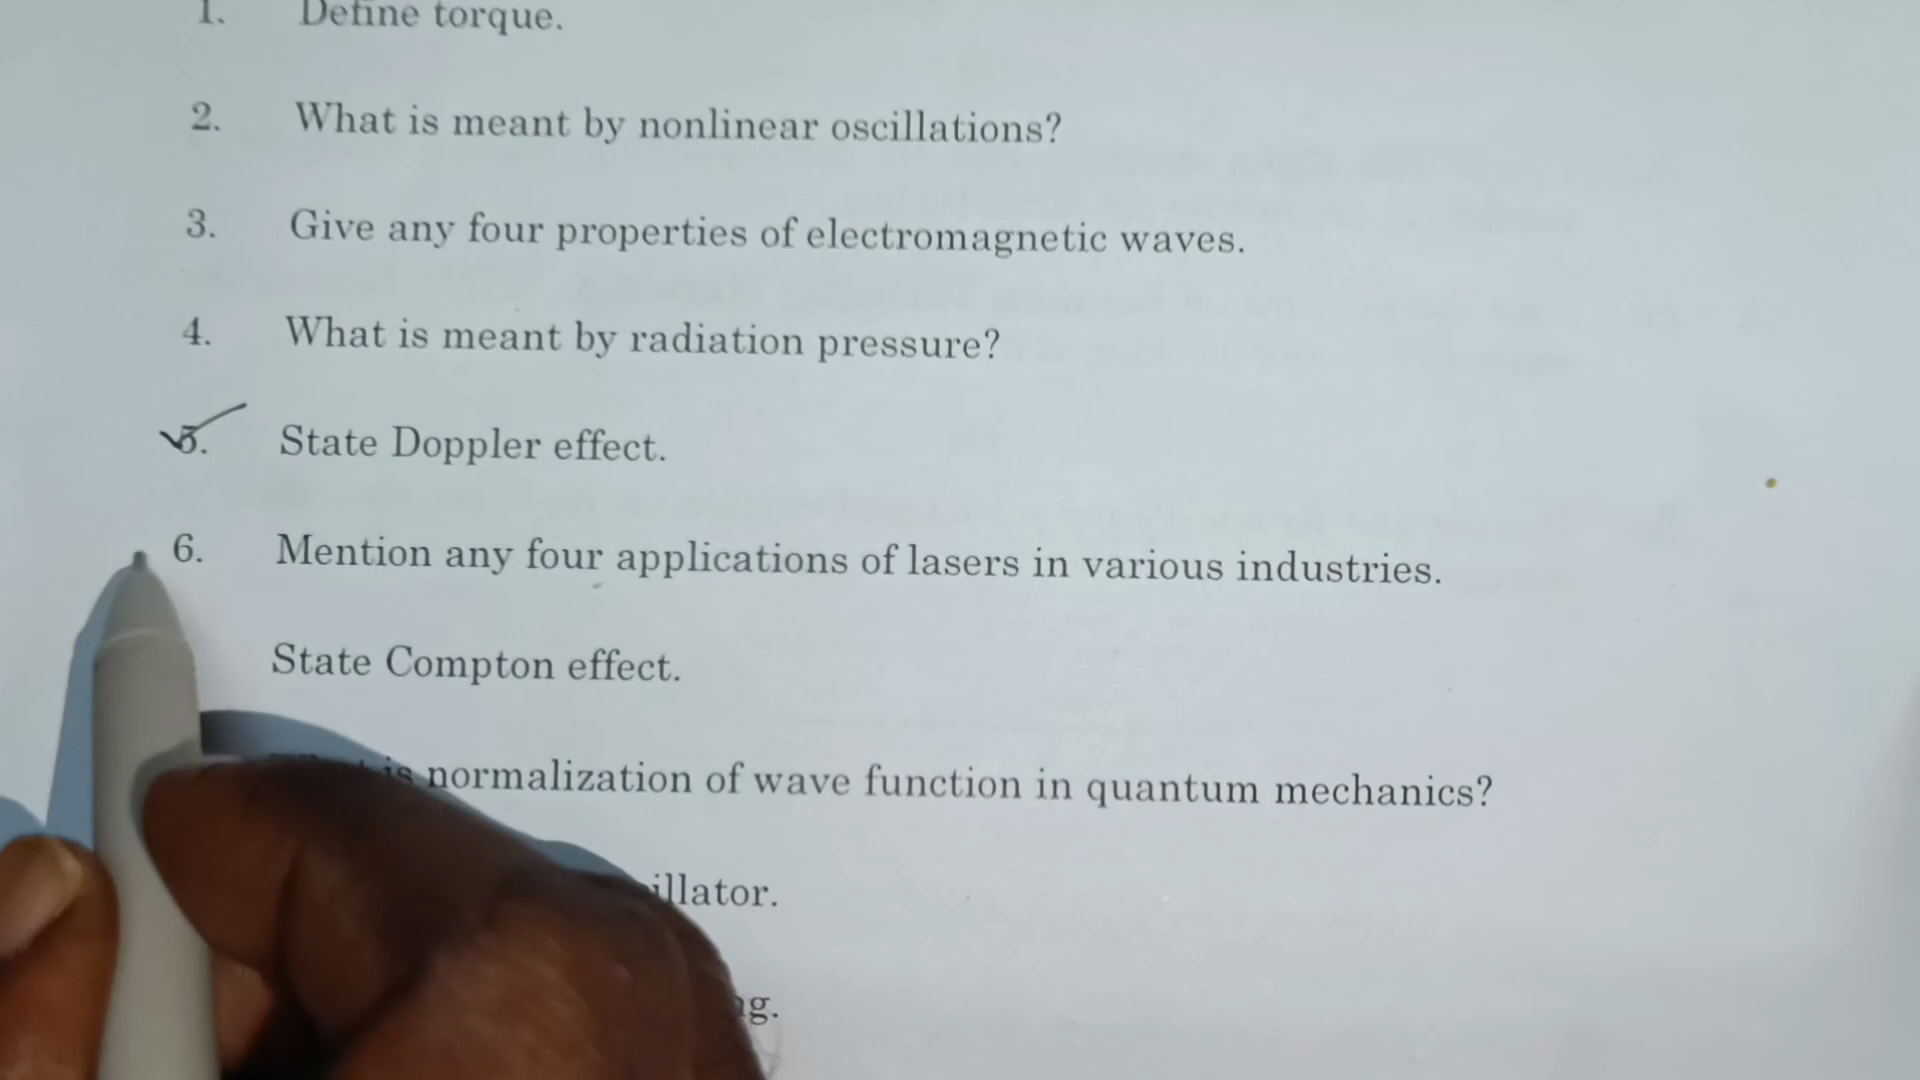 1. Define torque.
2. What is meant by nonlinear oscillations?
3. Give any four properties of electromagnetic waves.
4. What is meant by radiation pressure?
5. State Doppler effect.
6. Mention any four applications of lasers in various industries.
State Compton effect.
is normalization of wave function in quantum mechanics?